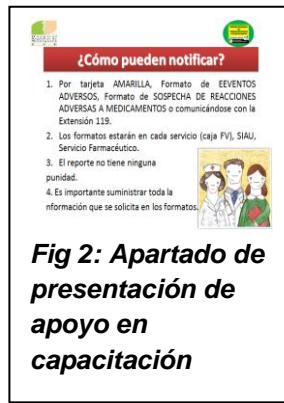 ¿Cómo pueden notificar?
1. Por tarjeta AMARILLA, Formato de EEVENTOS
ADVERSOS, Formato de SOSPECHA DE REACCIONES
ADVERSAS A MEDICAMENTOS o comunicándose con la
Extensión 119.
2. Los formatos estarán en cada servicio (caja FV), SIAU,
Servicio Farmacéutico.
3. El reporte no tiene ninguna
punidad.
4. Es importante suministrar toda la
nformación que se solicita en los formatos.
Fig 2: Apartado de
presentación de
apoyo en
capacitación